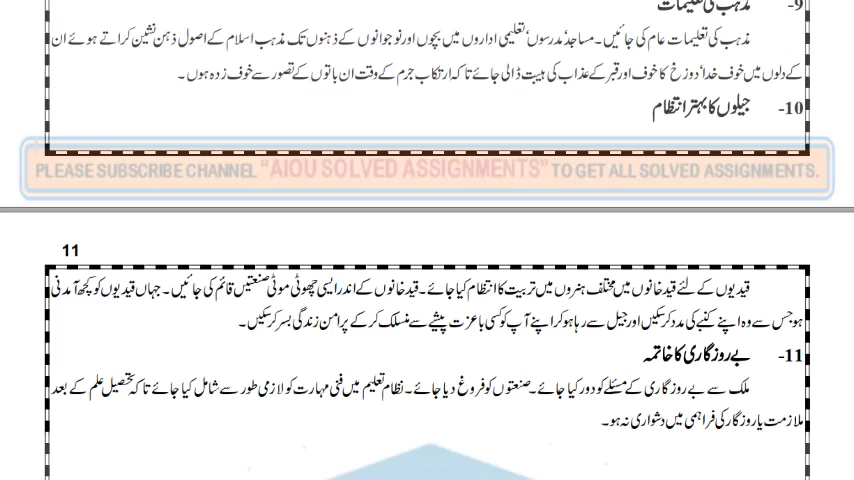 9- مذہب کی تعلیمات
مذہب کی تعلیمات عام کی جائیں۔ مساجد، مدرسوں، تعلیمی اداروں میں بچوں اور نوجوانوں کے ذہنوں تک مذہب اسلام کے اصول ذہن نشین کراتے ہوئے ان
کے دلوں میں خوف خدا، دوزخ کا خوف اور قبر کے عذاب کی ہیبت ڈالی جائے تاکہ ارتکاب جرم کے وقت ان باتوں کے تصور سے خوف زدہ ہوں۔
10- جیلوں کا بہتر انتظام
PLEASE SUBSCRIBE CHANNEL "AIOU SOLVED ASSIGNMENTS" TO GET ALL SOLVED ASSIGNMENTS.
11
قیدیوں کے لئے قید خانوں میں مختلف ہنروں میں تربیت کا انتظام کیا جائے۔ قید خانوں کے اندر ایسی چھوٹی موٹی صنعتیں قائم کی جائیں۔ جہاں قیدیوں کو کچھ آمدنی
ہو جس سے وہ اپنے کنبے کی مدد کر سکیں اور جیل سے رہا ہو کر اپنے آپ کو کسی باعزت پیشے سے منسلک کر کے پر امن زندگی بسر کر سکیں۔
11- بے روزگاری کا خاتمہ
ملک سے بے روزگاری کے مسئلے کو دور کیا جائے۔ صنعتوں کو فروغ دیا جائے۔ نظام تعلیم میں فنی مہارت کو لازمی طور سے شامل کیا جائے تاکہ تحصیل علم کے بعد
ملازمت یا روزگار کی فراہمی میں دشواری نہ ہو۔